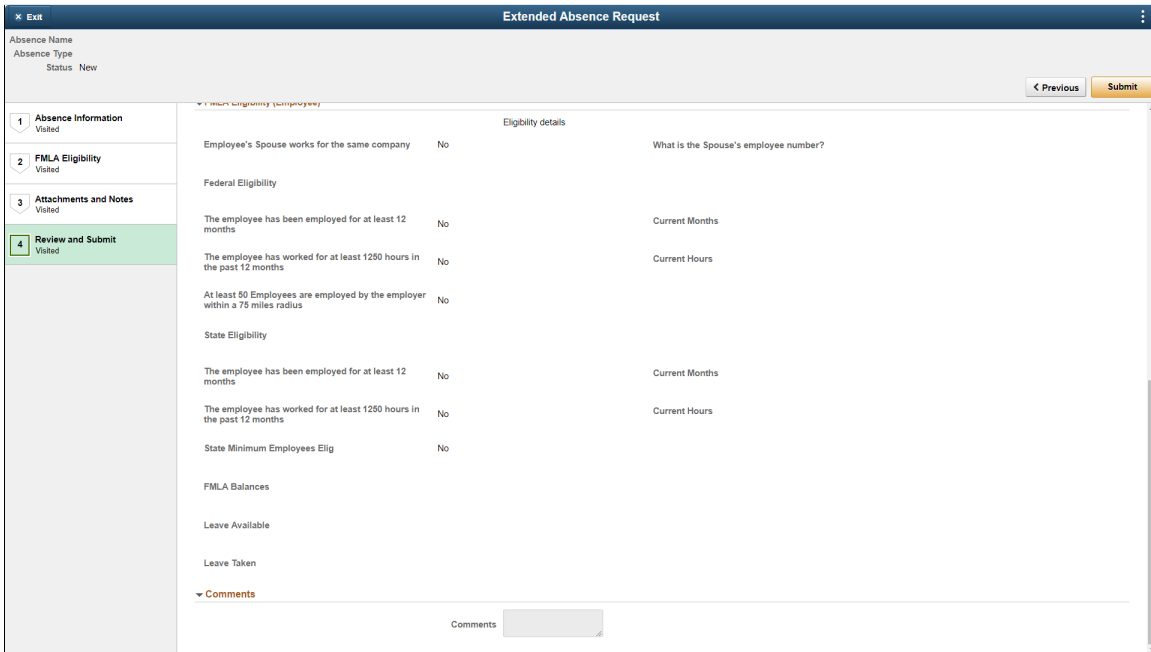 × Exit
Extended Absence Request
Absence Name
Absence Type
Status New
Previous
Submit
1 Absence Information
Visited
2 FMLA Eligibility
Visited
3 Attachments and Notes
Visited
4 Review and Submit
Visited
FMLA Eligibility (Employee)
Eligibility details
Employee's Spouse works for the same company No What is the Spouse's employee number?
Federal Eligibility
The employee has been employed for at least 12
months
No
Current Months
The employee has worked for at least 1250 hours in
the past 12 months
No
Current Hours
At least 50 Employees are employed by the employer
within a 75 miles radius
No
State Eligibility
The employee has been employed for at least 12
months
No
Current Months
The employee has worked for at least 1250 hours in
the past 12 months
No
Current Hours
State Minimum Employees Elig No
FMLA Balances
Leave Available
Leave Taken
Comments
Comments